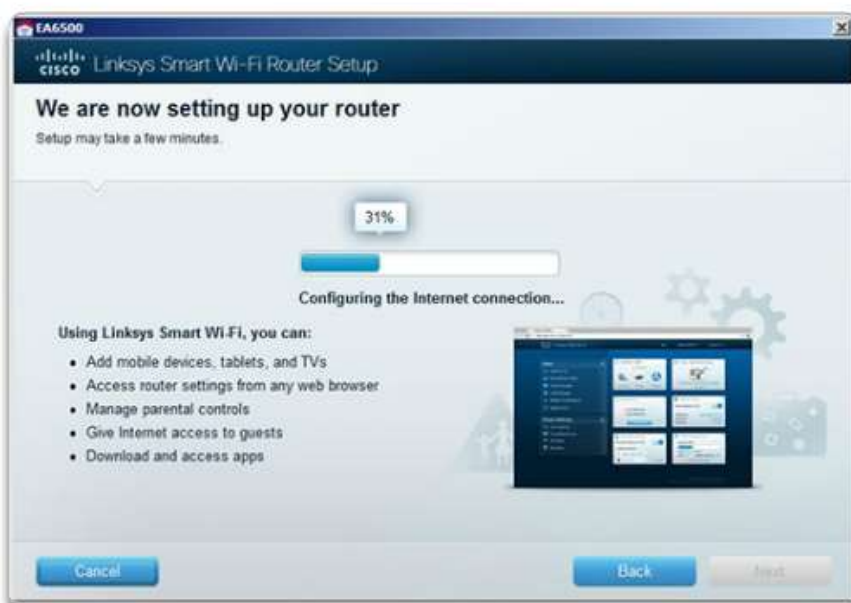 EA6500
CISCO Linksys Smart Wi-Fi Router Setup
We are now setting up your router
Setup may take a few minutes.
31%
Configuring the Internet connection...
Using Linksys Smart Wi-Fi, you can:
• Add mobile devices, tablets, and TVs
• Access router settings from any web browser
• Manage parental controls
• Give Internet access to guests
• Download and access apps
Cancel
Back
Next